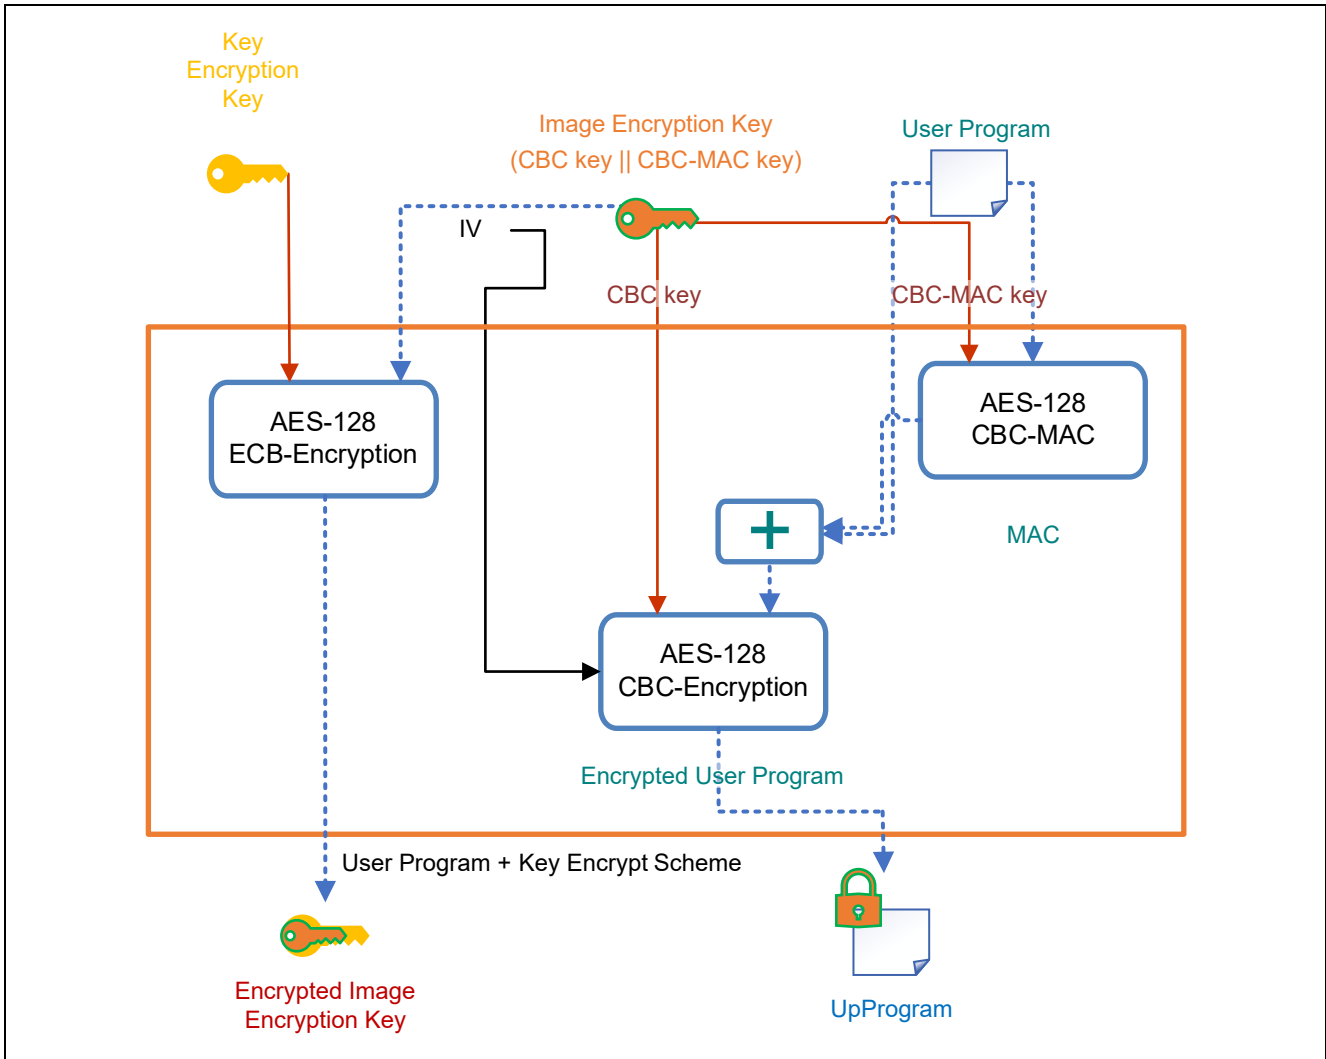 Key
Encryption
Key
Image Encryption Key
(CBC key || CBC-MAC key)
User Program
IV
CBC key
CBC-MAC key
AES-128
ECB-Encryption
AES-128
CBC-MAC
+
MAC
AES-128
CBC-Encryption
Encrypted User Program
User Program + Key Encrypt Scheme
Encrypted Image
Encryption Key
UpProgram